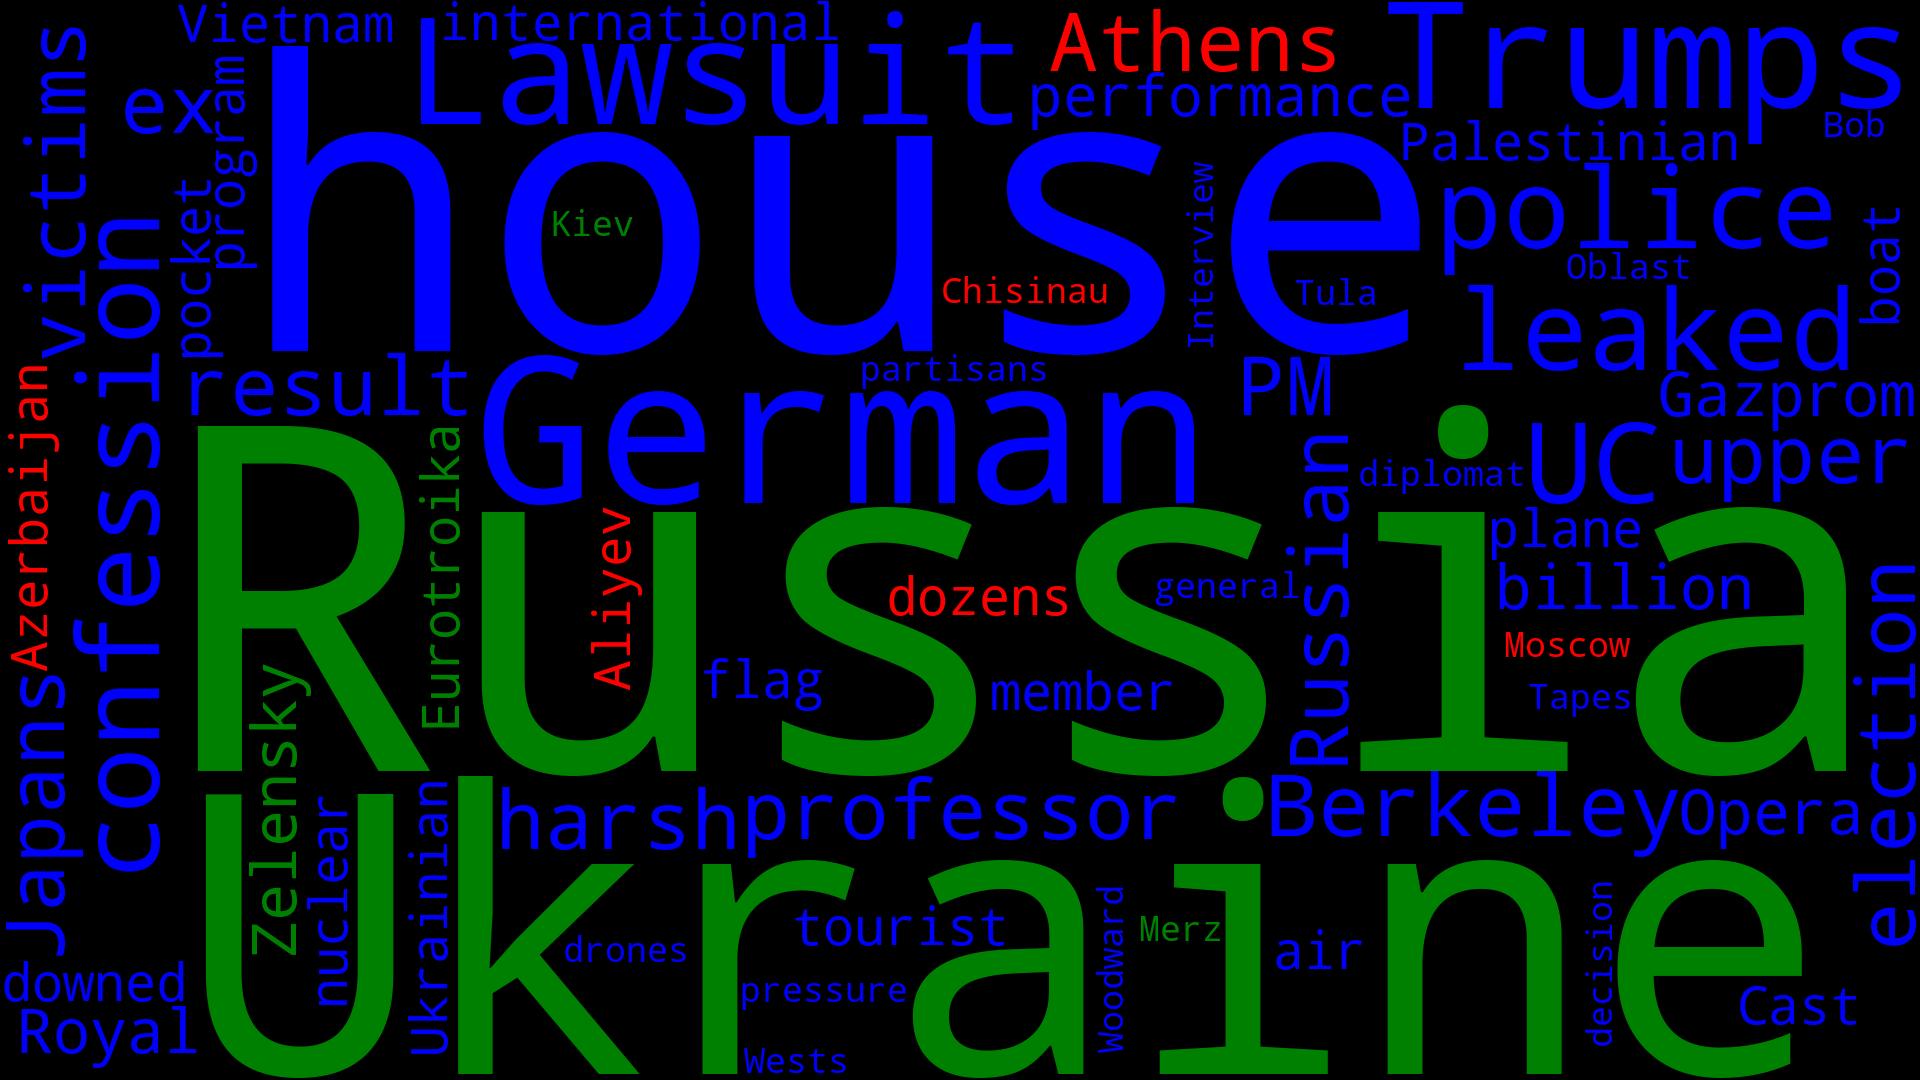 Vietnam
international
Lawsuit
Athens
Trumps
victims
ex
program
performance
Bob
house
Palestinian
pocket
Kiev
Interview
police
confession
Chisinau
Tula
Oblast
boat
leaked
result
German
partisans
PM
Gazprom
Azerbaijan
Russia
Eurotroika
Russian
diplomat
UC
upper
Aliyev
plane
dozens
general
billion
election
Zelensky
flag
member
Moscow
Tapes
Japans
Ukraine
nuclear
Ukrainian
harsh
professor
Berkeley
Opera
drones
tourist
Woodward
Merz
air
decision
downed
pressure
Cast
Royal
Wests